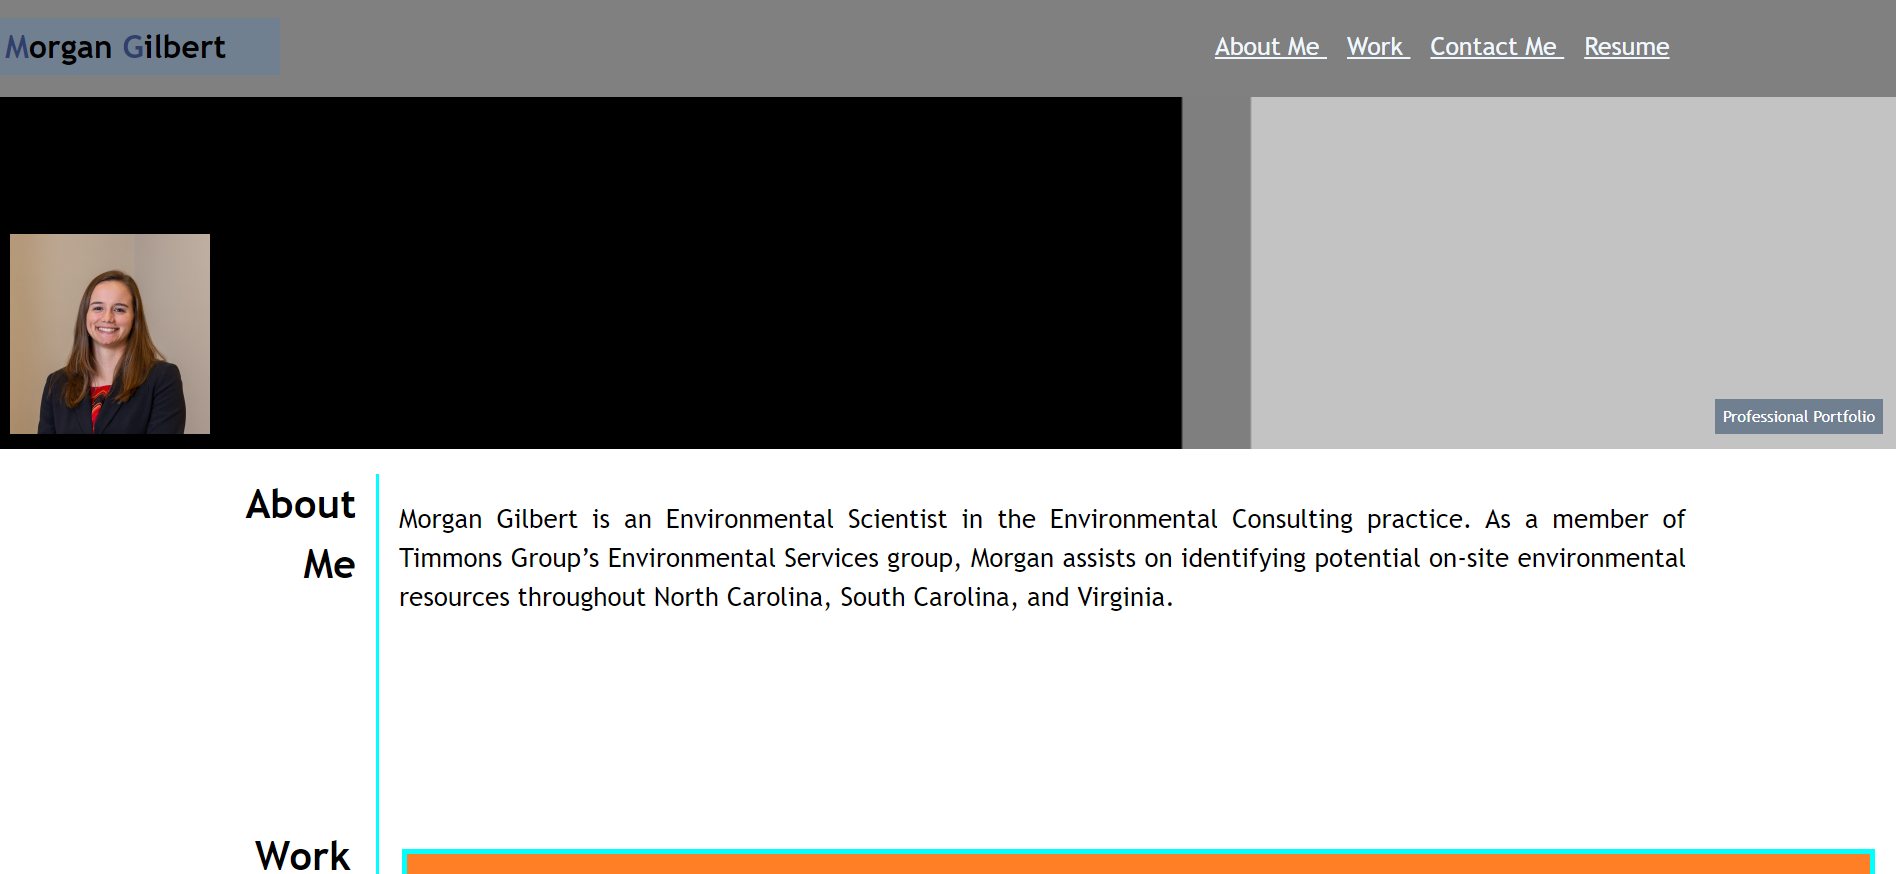 Morgan Gilbert
About Me Work Contact Me Resume
Professional Portfolio
About
Me
Morgan Gilbert is an Environmental Scientist in the Environmental Consulting practice. As a member of
Timmons Group’s Environmental Services group, Morgan assists on identifying potential on-site environmental
resources throughout North Carolina, South Carolina, and Virginia.
Work